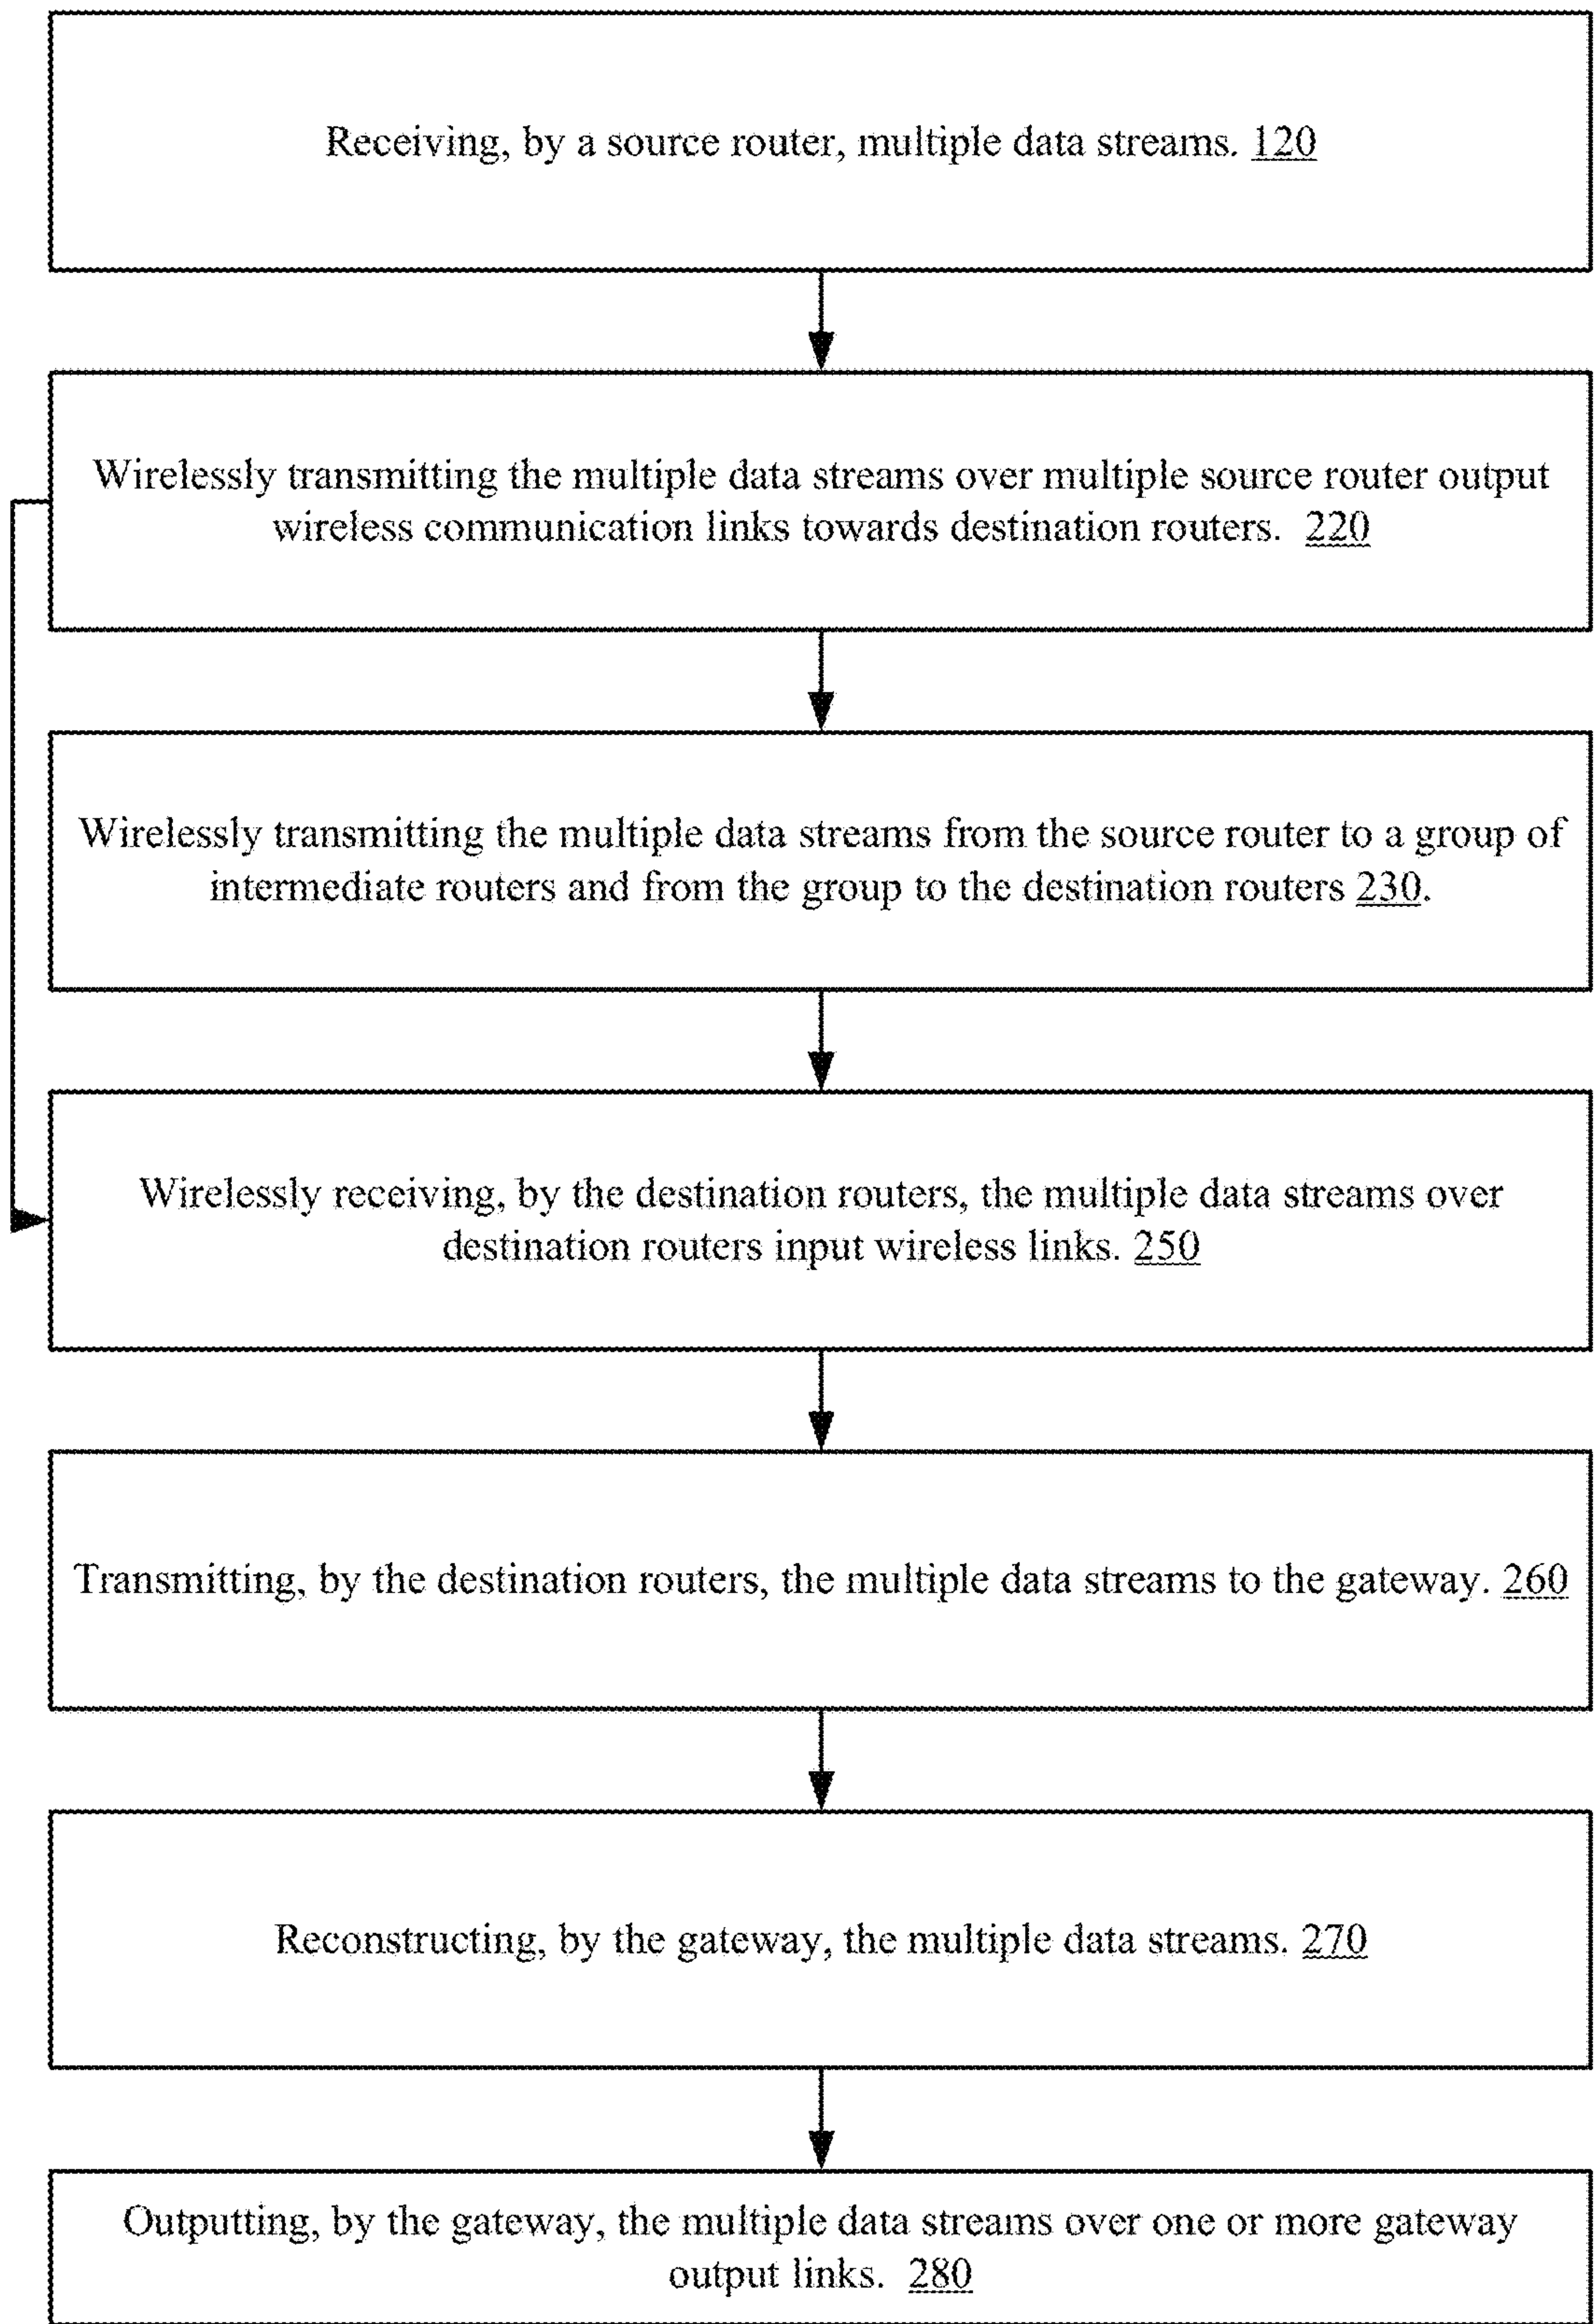 Receiving, by a source router, multiple data streams. 120
Wirelessly transmitting the multiple data streams over multiple source router output
wireless communication links towards destination routers. 220
Wirelessly transmitting the multiple data streams from the source router to a group of
intermediate routers and from the group to the destination routers 230.
Wirelessly receiving, by the destination routers, the multiple data streams over
destination routers input wireless links. 250
Transmitting, by the destination routers, the multiple data streams to the gateway. 260
Reconstructing, by the gateway, the multiple data streams. 270
Outputting, by the gateway, the multiple data streams over one or more gateway
output links. 280